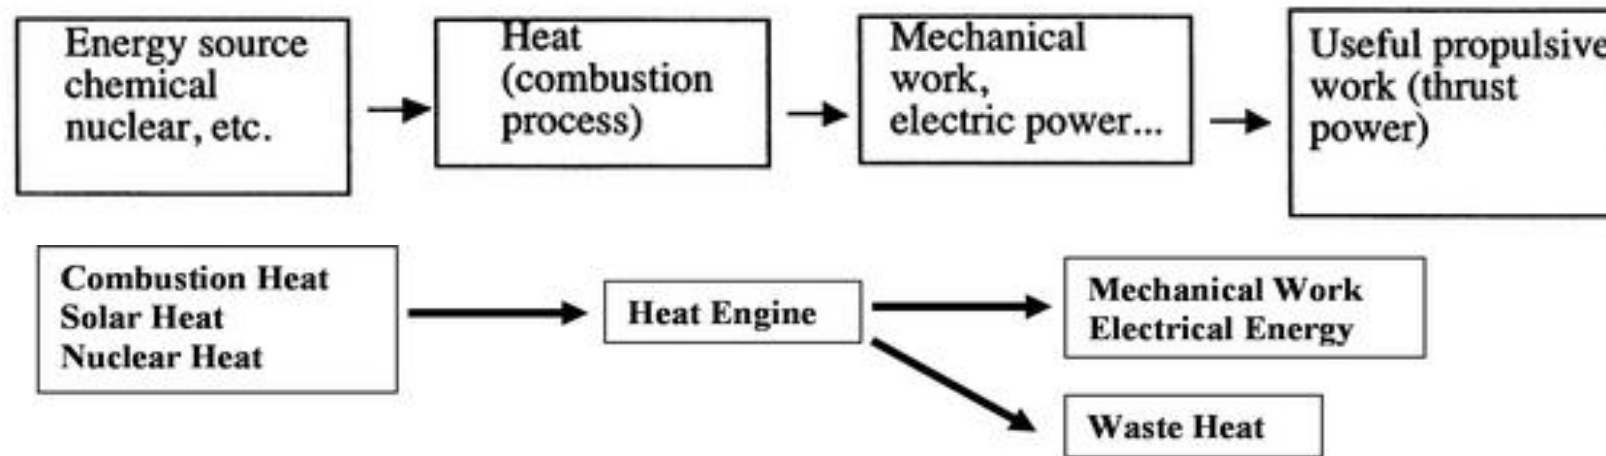 Energy source
chemical
nuclear, etc.
Heat
(combustion
process)
Mechanical
work,
electric power...
Useful propulsive
work (thrust
power)
Combustion Heat
Solar Heat
Nuclear Heat
Heat Engine
Mechanical Work
Electrical Energy
Waste Heat